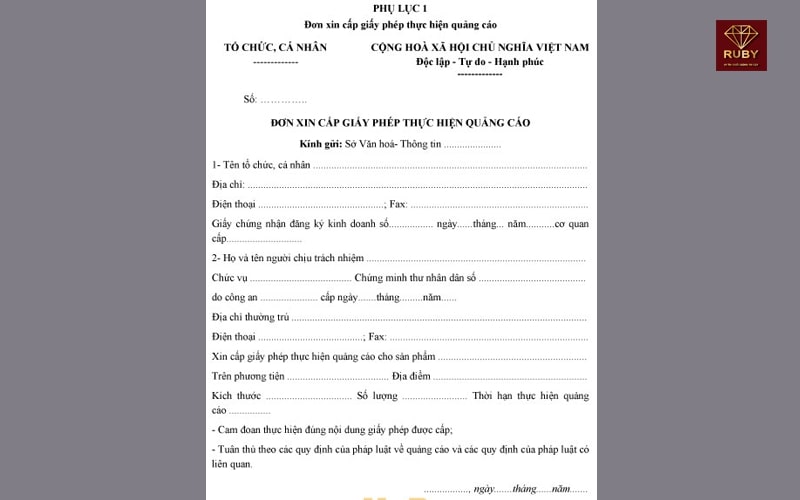 PHỤ LỤC 1
Đơn xin cấp giấy phép thực hiện quảng cáo
TỔ CHỨC, CÁ NHÂN CỘNG HOÀ XÃ HỘI CHỦ NGHĨA VIỆT NAM
------------- Độc lập - Tự do - Hạnh phúc
-------------
RUBY
Số: …………..
ĐƠN XIN CẤP GIẤY PHÉP THỰC HIỆN QUẢNG CÁO
Kính gửi: Sở Văn hoá- Thông tin .....................
1- Tên tổ chức, cá nhân .....................................................................................................
Địa chỉ: .............................................................................................................................
Điện thoại ..............................................; Fax: .................................................................
Giấy chứng nhận đăng ký kinh doanh số................ ngày......tháng... năm..........cơ quan
cấp............................
2- Họ và tên người chịu trách nhiệm .................................................................................
Chức vụ ..................................... Chứng minh thư nhân dân số .......................................
do công an ..................... cấp ngày.......tháng.........năm......
Địa chỉ thường trú .............................................................................................................
Điện thoại ......................................; Fax: .........................................................................
Xin cấp giấy phép thực hiện quảng cáo cho sản phẩm ......................................................
Trên phương tiện ..................................... Địa điểm .........................................................
Kích thước ............................... Số lượng ........................ Thời hạn thực hiện quảng
cáo ...............
- Cam đoan thực hiện đúng nội dung giấy phép được cấp;
- Tuân thủ theo các quy định của pháp luật về quảng cáo và các quy định của pháp luật có
liên quan.
................., ngày.......tháng......năm.......